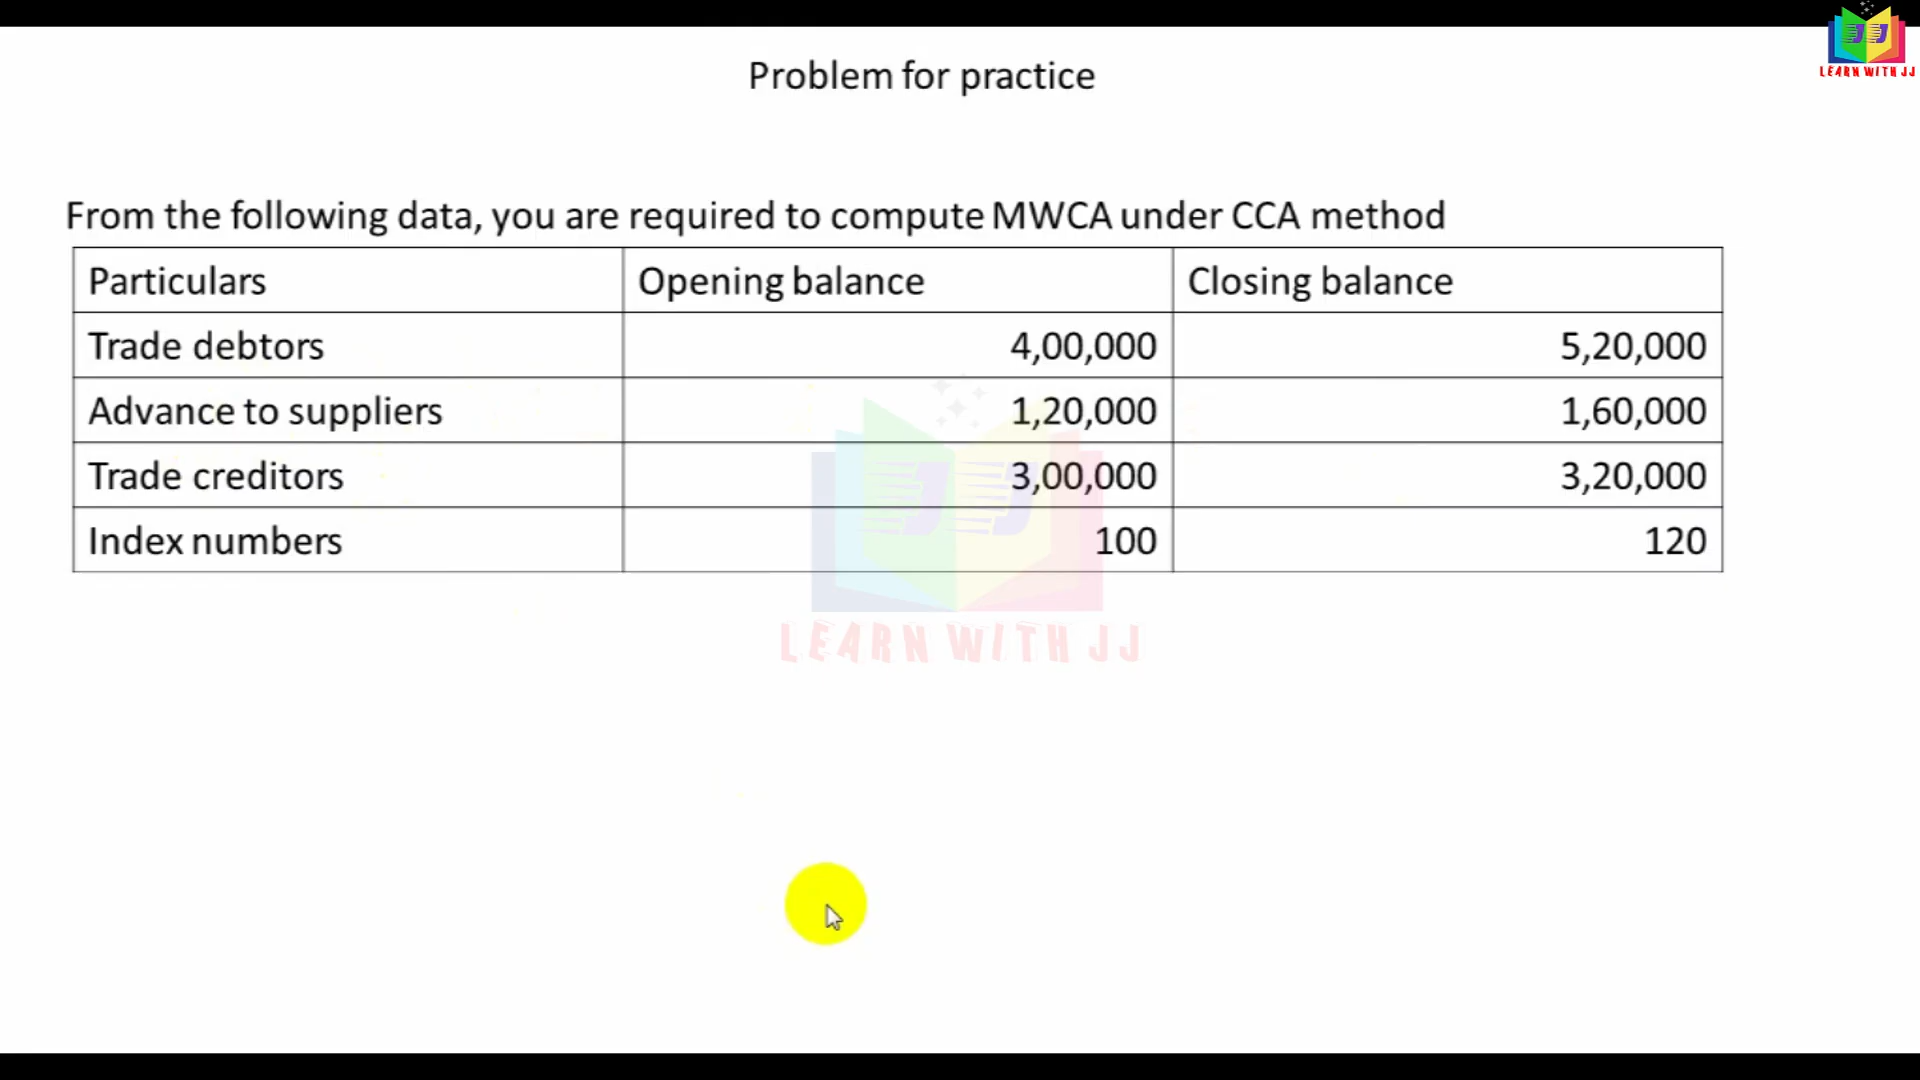 LEARN WITH JJ
Problem for practice
From the following data, you are required to compute MWCA under CCA method
Particulars Opening balance Closing balance
Trade debtors 4,00,000 5,20,000
Advance to suppliers 1,20,000 1,60,000
Trade creditors 3,00,000 3,20,000
Index numbers 100 120
JJ
LEARN WITH JJ